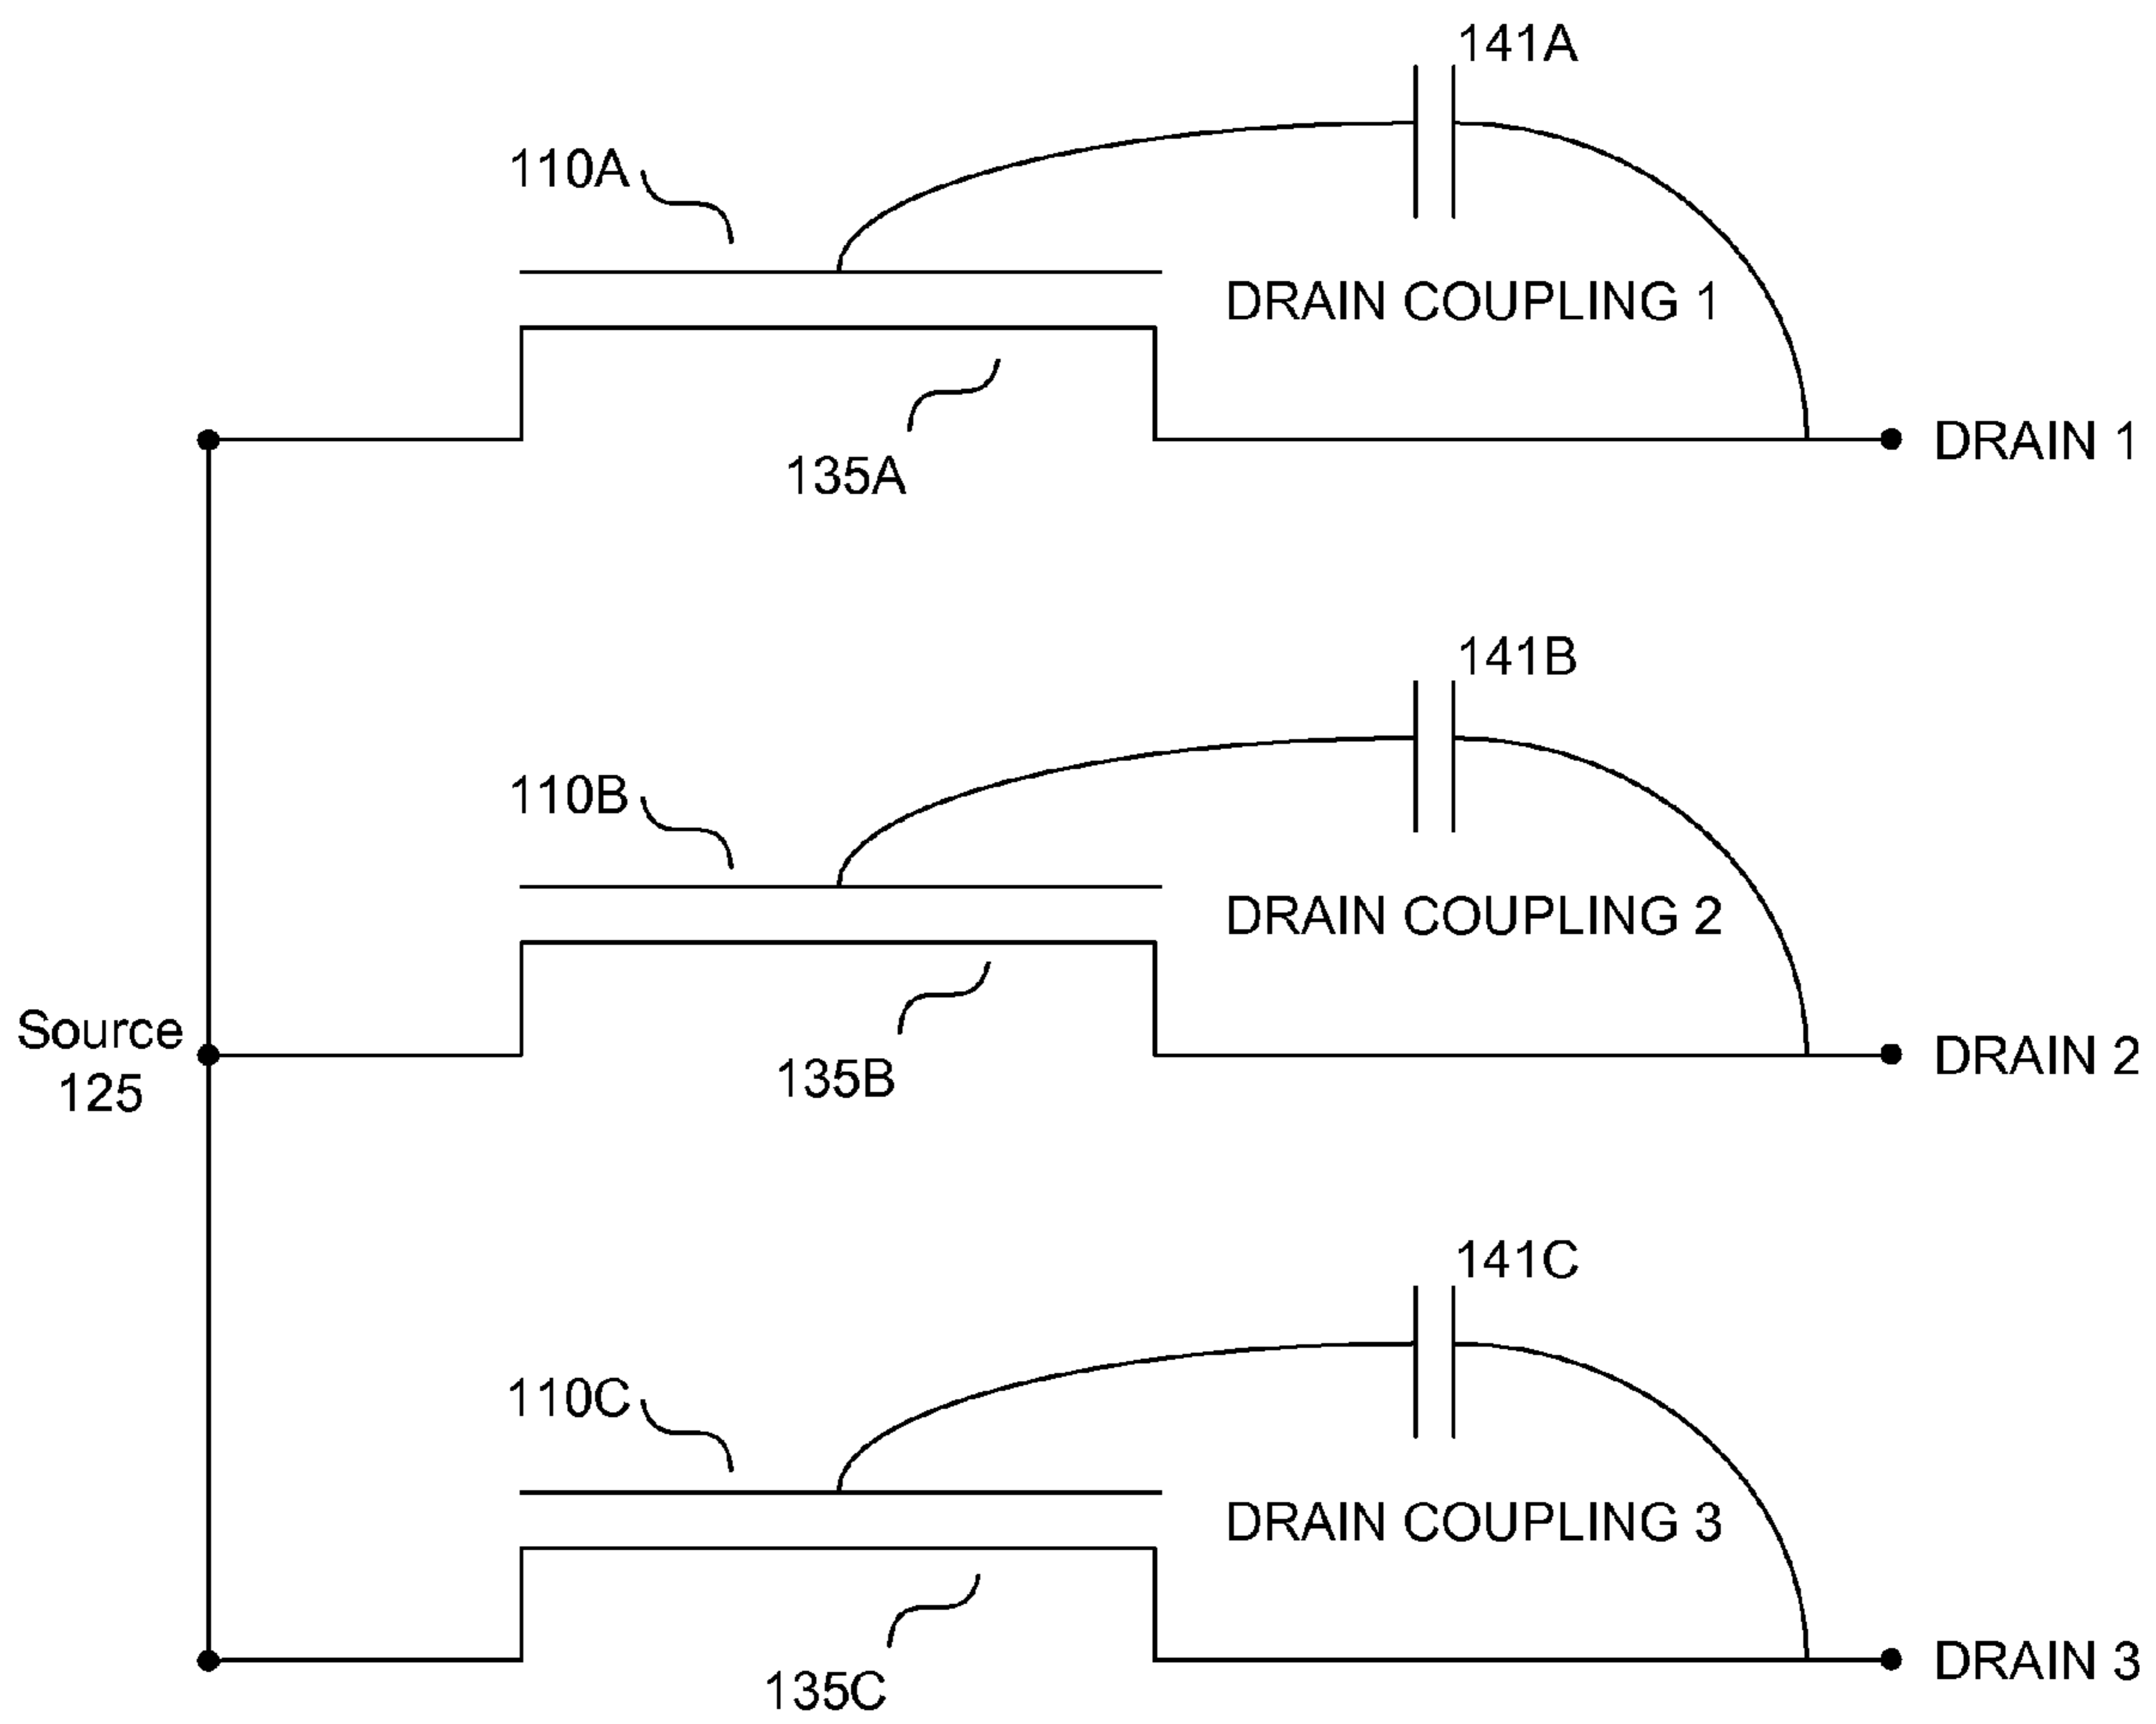 141A
110A
DRAIN COUPLING 1
DRAIN 1
135A
141B
110B
DRAIN COUPLING 2
Source
125
DRAIN 2
135B
141C
110C
DRAIN COUPLING 3
DRAIN 3
135C